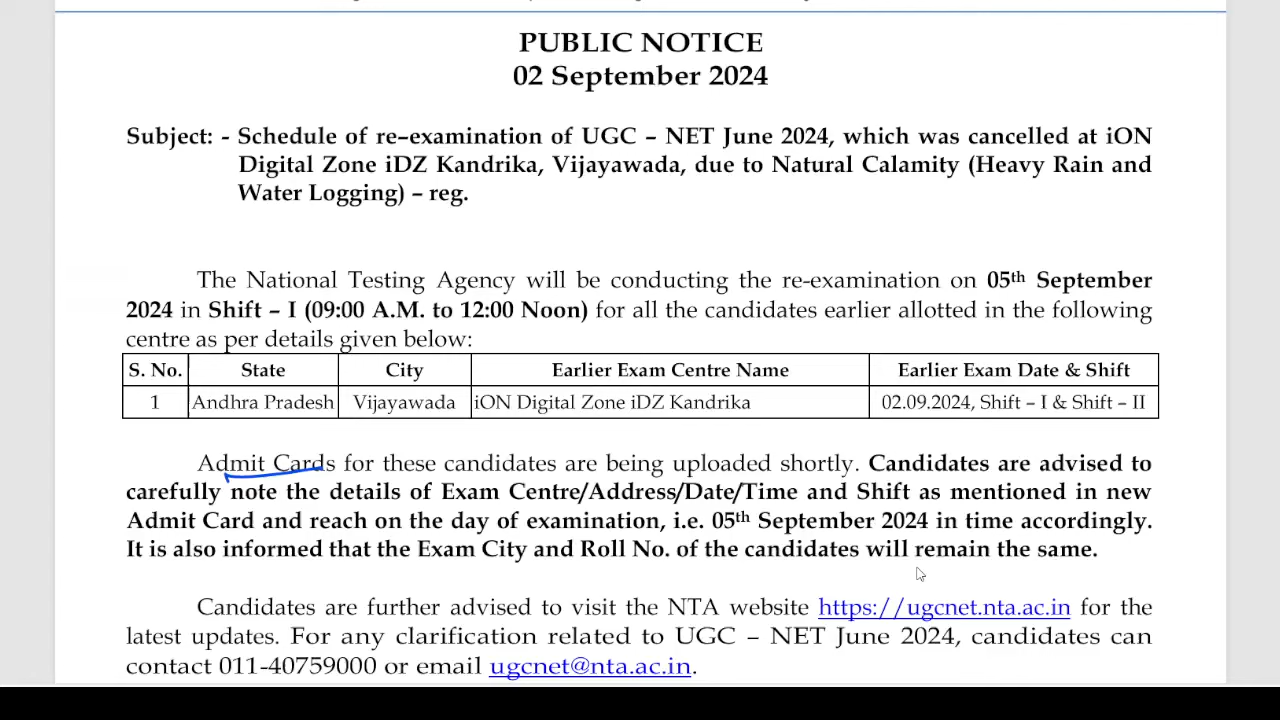 PUBLIC NOTICE
02 September 2024
Subject: - Schedule of re–examination of UGC – NET June 2024, which was cancelled at iON
Digital Zone iDZ Kandrika, Vijayawada, due to Natural Calamity (Heavy Rain and
Water Logging) – reg.
The National Testing Agency will be conducting the re-examination on 05th September
2024 in Shift – I (09:00 A.M. to 12:00 Noon) for all the candidates earlier allotted in the following
centre as per details given below:
S. No. State City Earlier Exam Centre Name Earlier Exam Date & Shift
1 Andhra Pradesh Vijayawada iON Digital Zone iDZ Kandrika 02.09.2024, Shift – I & Shift – II
Admit Cards for these candidates are being uploaded shortly. Candidates are advised to
carefully note the details of Exam Centre/Address/Date/Time and Shift as mentioned in new
Admit Card and reach on the day of examination, i.e. 05th September 2024 in time accordingly.
It is also informed that the Exam City and Roll No. of the candidates will remain the same.
Candidates are further advised to visit the NTA website https://ugcnet.nta.ac.in for the
latest updates. For any clarification related to UGC – NET June 2024, candidates can
contact 011-40759000 or email ugcnet@nta.ac.in.